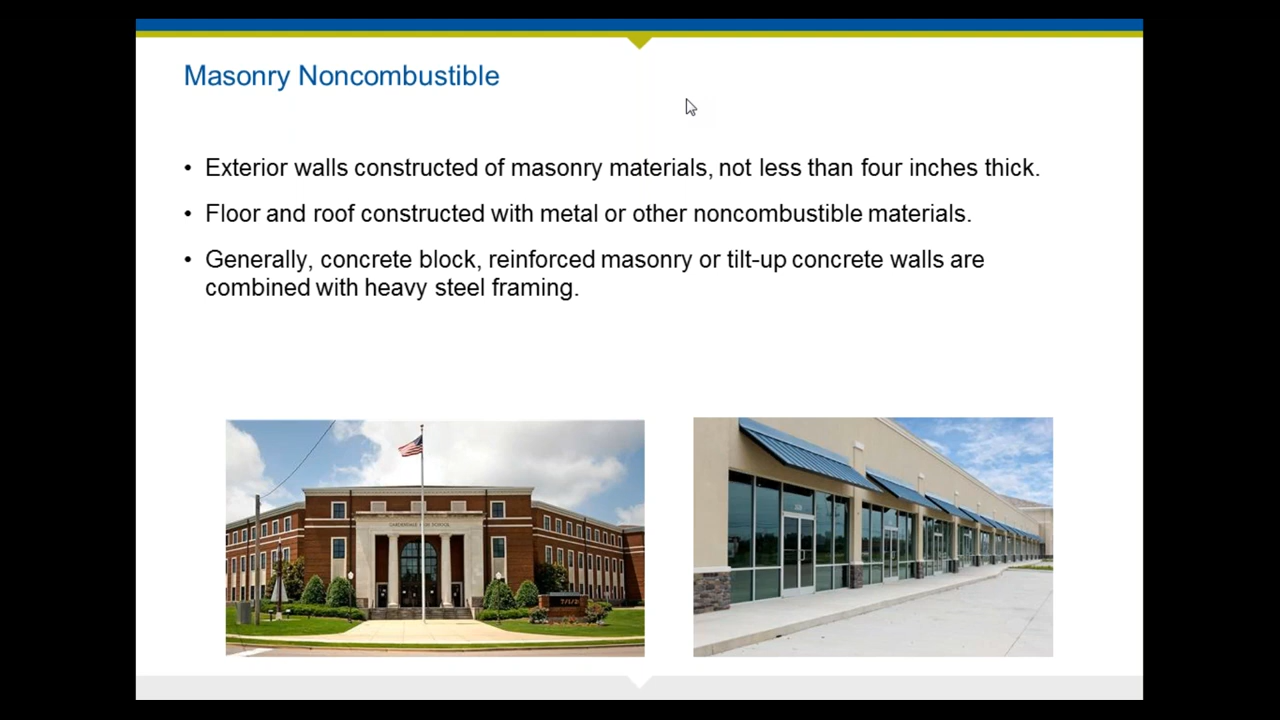 Masonry Noncombustible
• Exterior walls constructed of masonry materials, not less than four inches thick.
• Floor and roof constructed with metal or other noncombustible materials.
• Generally, concrete block, reinforced masonry or tilt-up concrete walls are
combined with heavy steel framing.
HIGH SCHOOL